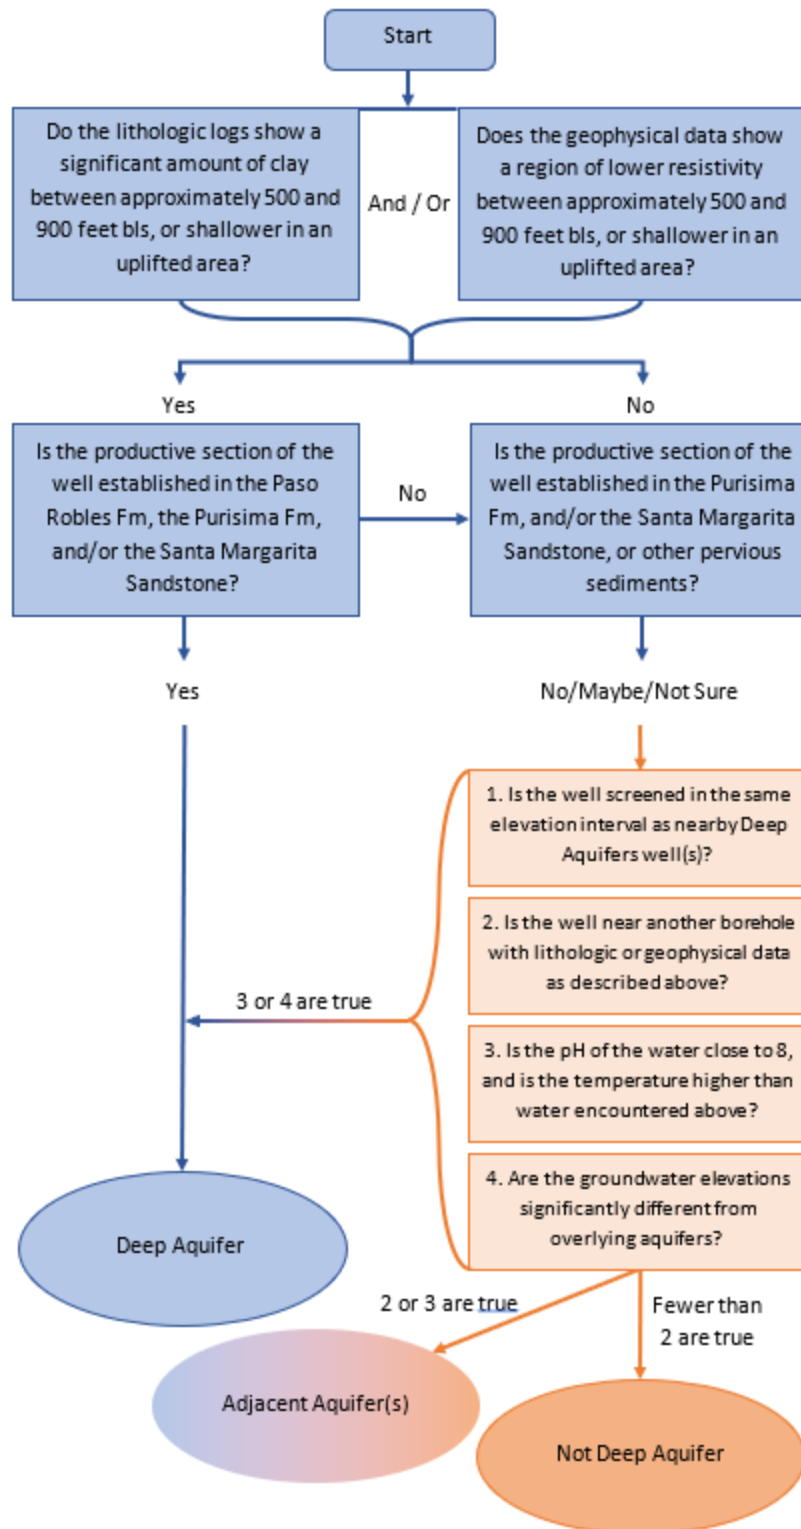 Start
Do the lithologic logs show a
significant amount of clay
between approximately 500 and
900 feet bls, or shallower in an
uplifted area?
And / Or
Does the geophysical data show
a region of lower resistivity
between approximately 500 and
900 feet bls, or shallower in an
uplifted area?
Yes
No
Is the productive section of the
well established in the Paso
Robles Fm, the Purisima Fm,
and/or the Santa Margarita
Sandstone?
No
Is the productive section of the
well established in the Purisima
Fm, and/or the Santa Margarita
Sandstone, or other pervious
sediments?
Yes
No/Maybe/Not Sure
1. Is the well screened in the same
elevation interval as nearby Deep
Aquifers well(s)?
2. Is the well near another borehole
with lithologic or geophysical data
as described above?
3 or 4 are true
3. Is the pH of the water close to 8,
and is the temperature higher than
water encountered above?
4. Are the groundwater elevations
significantly different from
overlying aquifers?
Deep Aquifer
2 or 3 are true
Fewer than
2 are true
Adjacent Aquifer(s)
Not Deep Aquifer